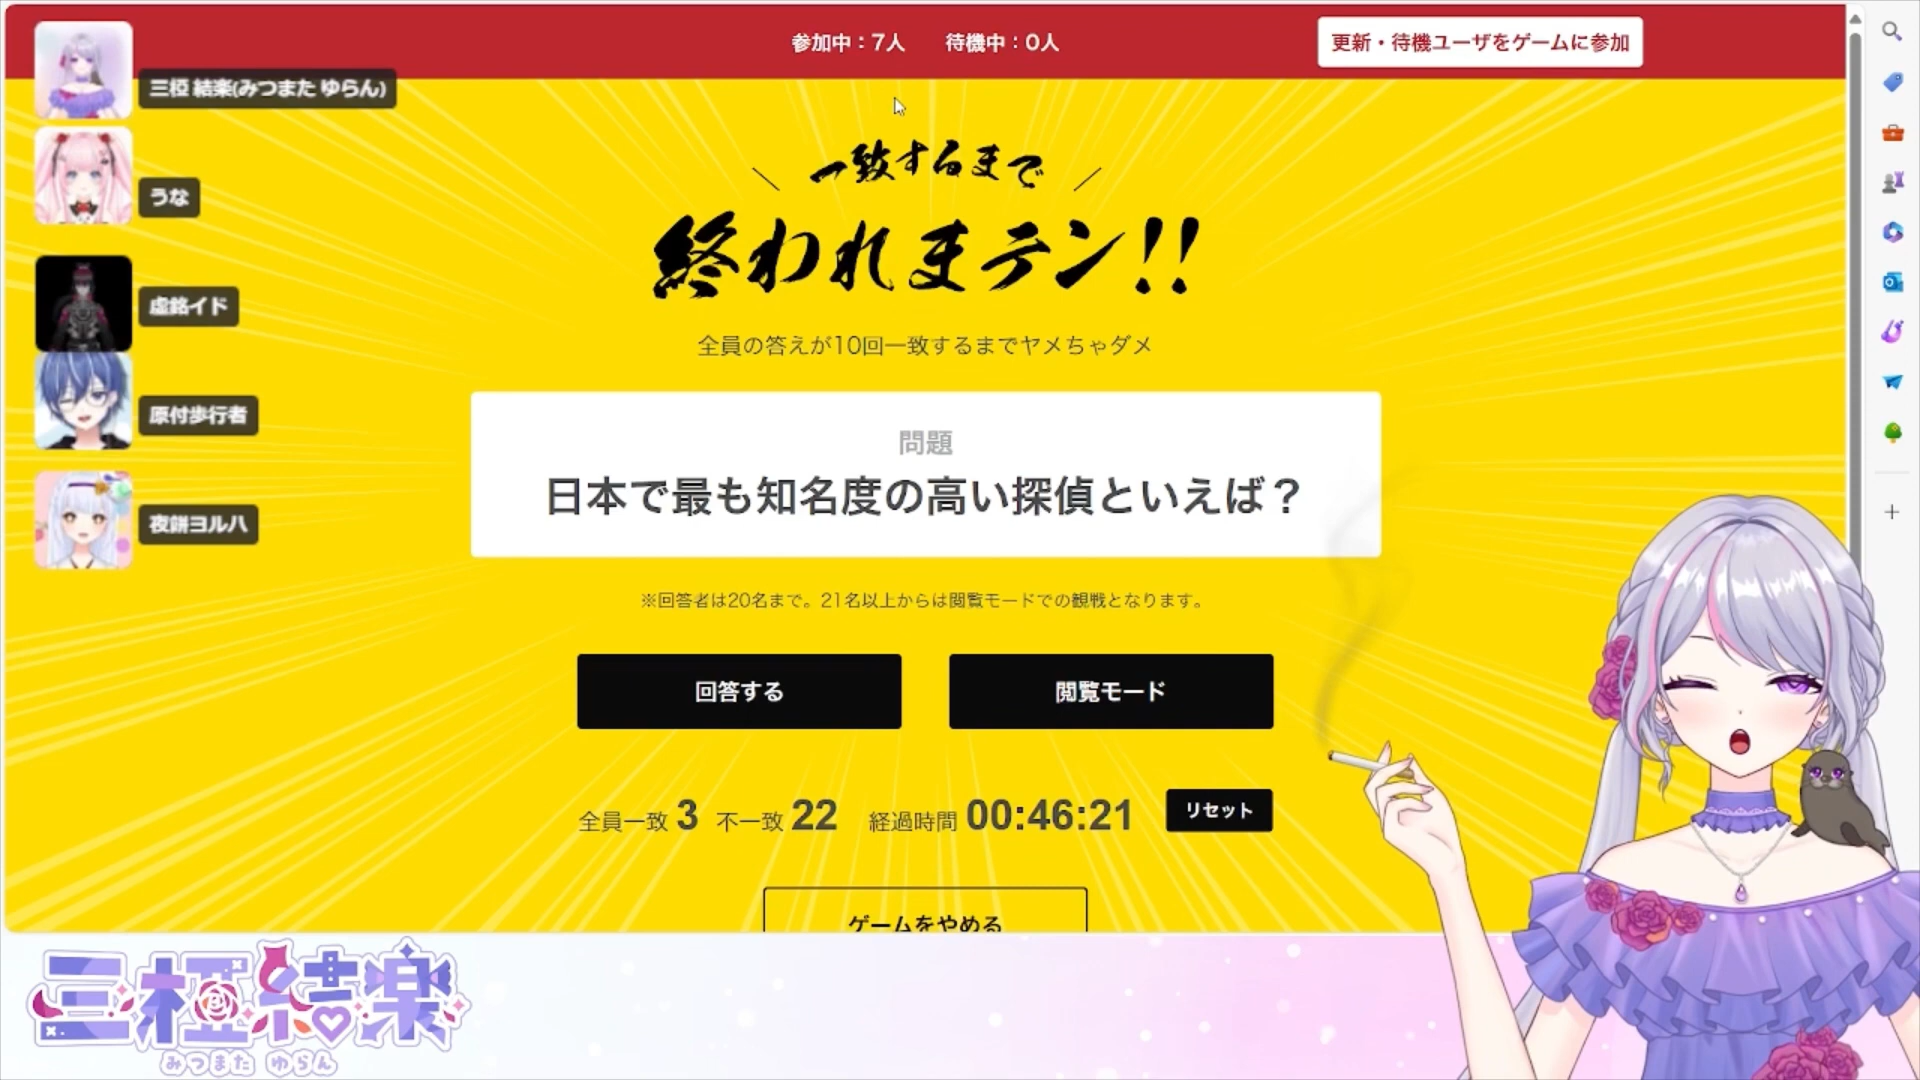 参加中：7人 待機中：0人
更新・待機ユーザをゲームに参加
三椏 結楽(みつまた ゆらん)
うな
虚銘イド
原付歩行者
夜餅ヨルハ
一致するまで
終われまテン!!
全員の答えが10回一致するまでヤメちゃダメ
問題
日本で最も知名度の高い探偵といえば？
※回答者は20名まで。21名以上からは閲覧モードでの観戦となります。
回答する
閲覧モード
全員一致 3 不一致 22 経過時間 00:46:21
リセット
ゲームをやめる
三椏結楽
みつまた ゆらん